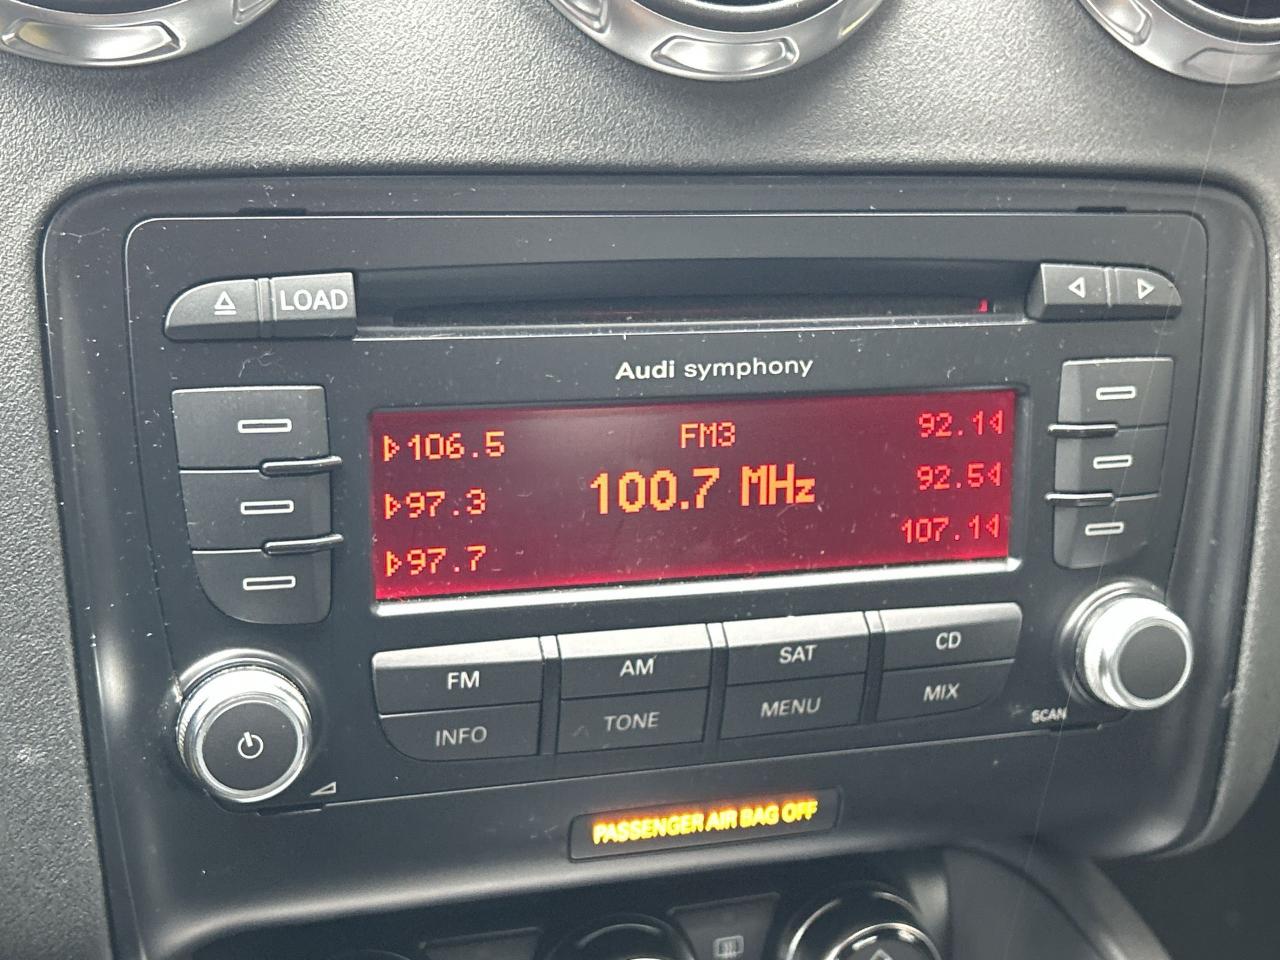 LOAD
Audi symphony
106.5 FM3 92.1
97.3 100.7 MHz 92.5
97.7 107.1
FM AM SAT CD
INFO TONE MENU MIX
SCAN
PASSENGER AIR BAG OFF